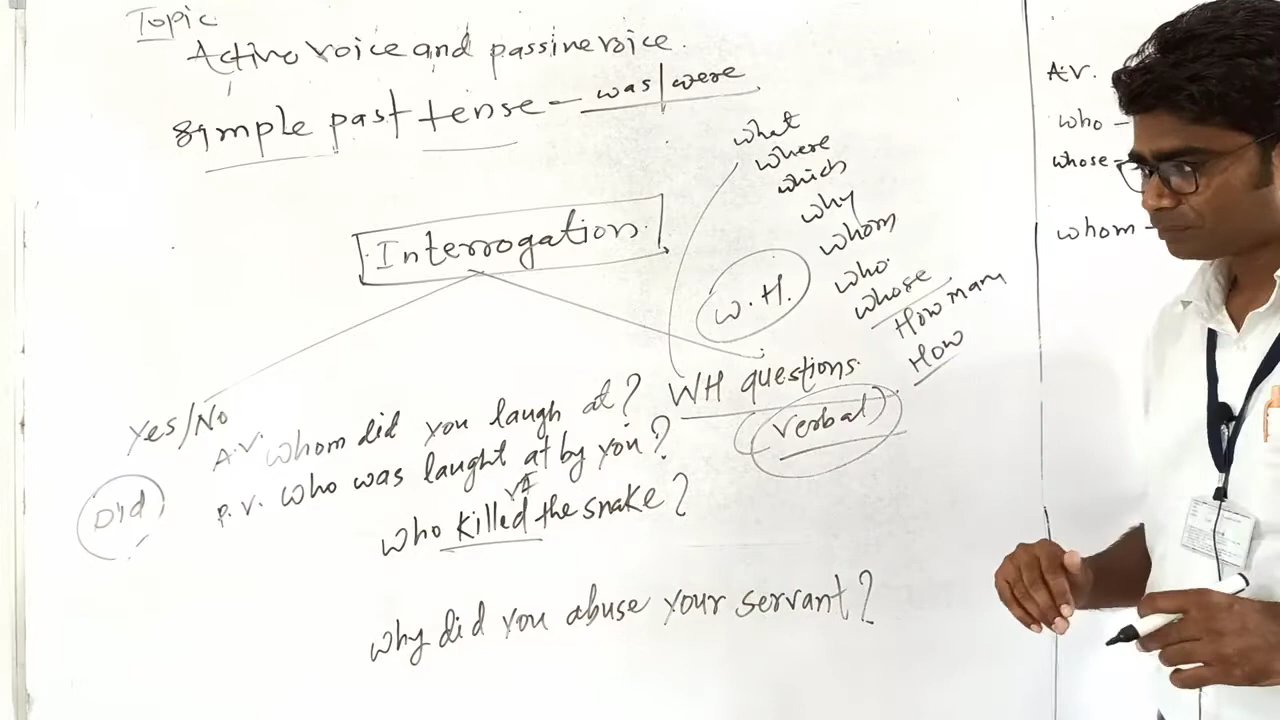 Topic
Active voice and passive voice.
simple past tense - was/were
Interrogation
what
where
which
why
whom
who
whose
How many
How
W.H.
WH questions.
(verbal)
Yes/No
Did
A.V. whom did you laugh at?
P.V. who was laught at by you?
V I
who killed the snake?
why did you abuse your servant?
A.V.
who -
whose -
whom -